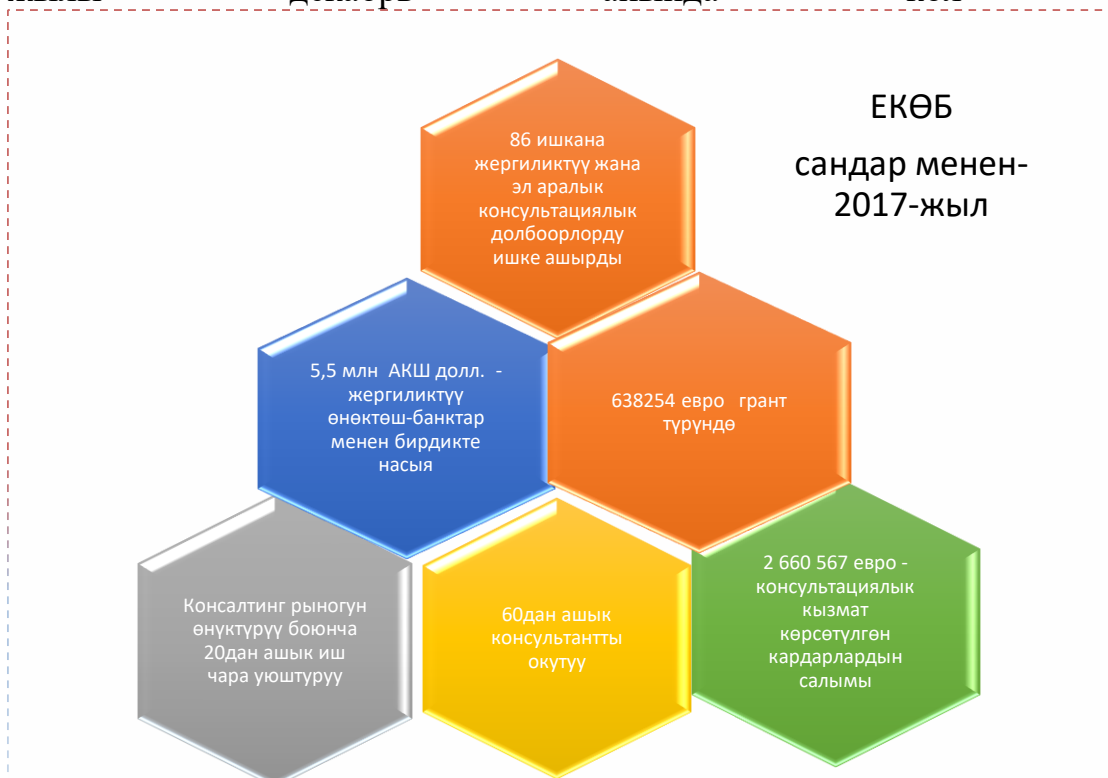 ЕКӨБ
сандар менен-
2017-жыл
86 ишкана
жергиликтүү жана
эл аралык
консультациялык
долбоорлорду
ишке ашырды
5,5 млн АКШ долл. -
жергиликтүү
өнөктөш-банктар
менен бирдикте
насыя
638254 евро грант
түрүндө
Консалтинг рыногун
өнүктүрүү боюнча
20дан ашык иш
чара уюштуруу
60дан ашык
консультантты
окутуу
2 660 567 евро -
консультациялык
кызмат
көрсөтүлгөн
кардарлардын
салымы